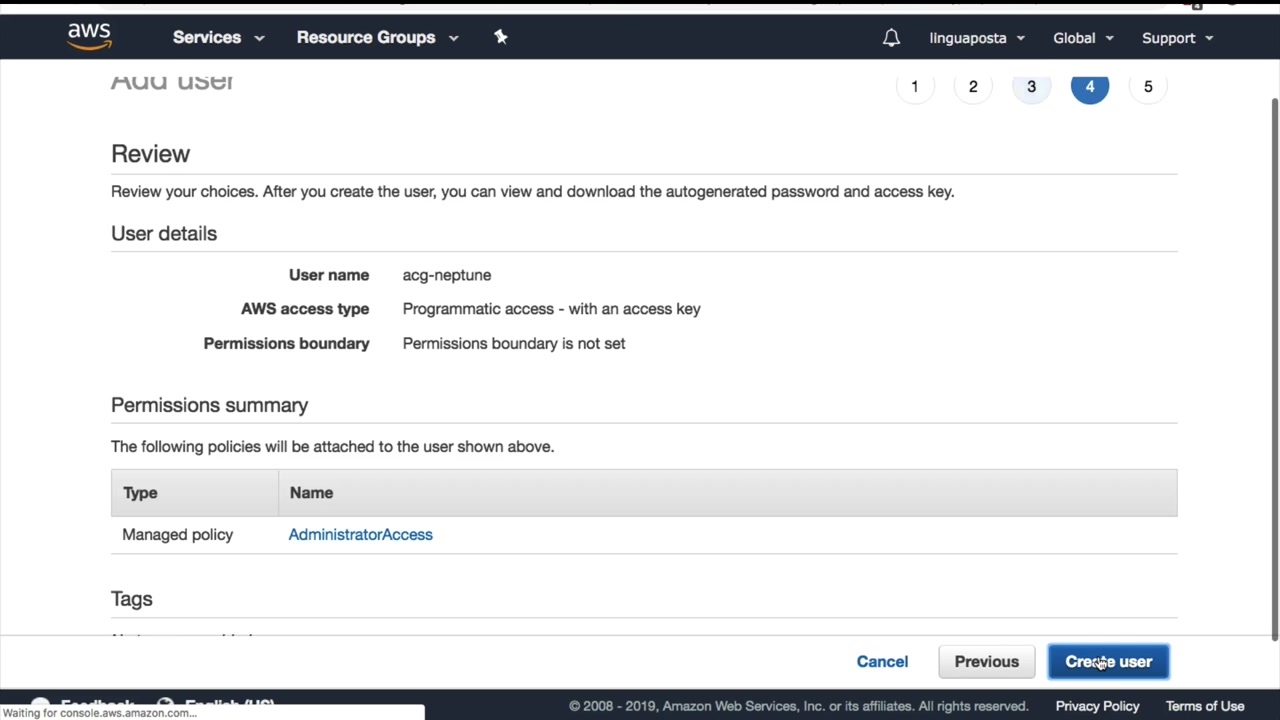 aws Services Resource Groups linguaposta Global Support
Add user 1 2 3 4 5
Review
Review your choices. After you create the user, you can view and download the autogenerated password and access key.
User details
User name acg-neptune
AWS access type Programmatic access - with an access key
Permissions boundary Permissions boundary is not set
Permissions summary
The following policies will be attached to the user shown above.
Type Name
Managed policy AdministratorAccess
Tags
Cancel Previous Create user
Feedback English (US) © 2008 - 2019, Amazon Web Services, Inc. or its affiliates. All rights reserved. Privacy Policy Terms of Use
Waiting for console.aws.amazon.com...